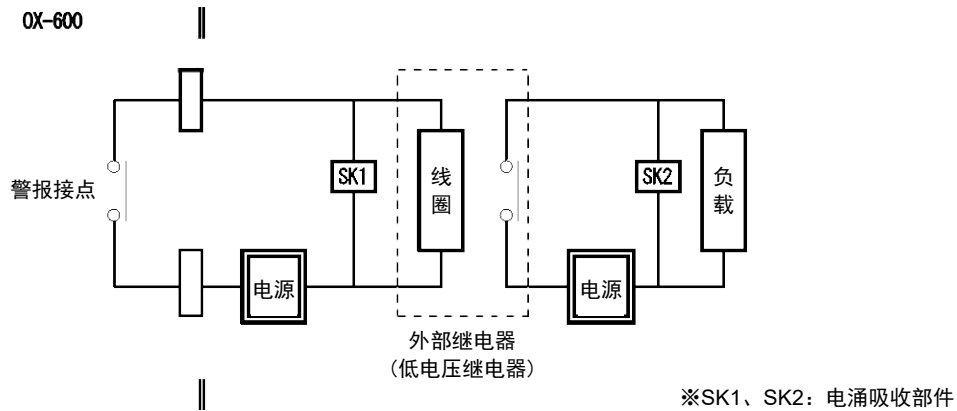 OX-600
警报接点
SK1
线圈
SK2
负载
电源
电源
外部继电器
（低电压继电器）
※SK1、SK2：电涌吸收部件